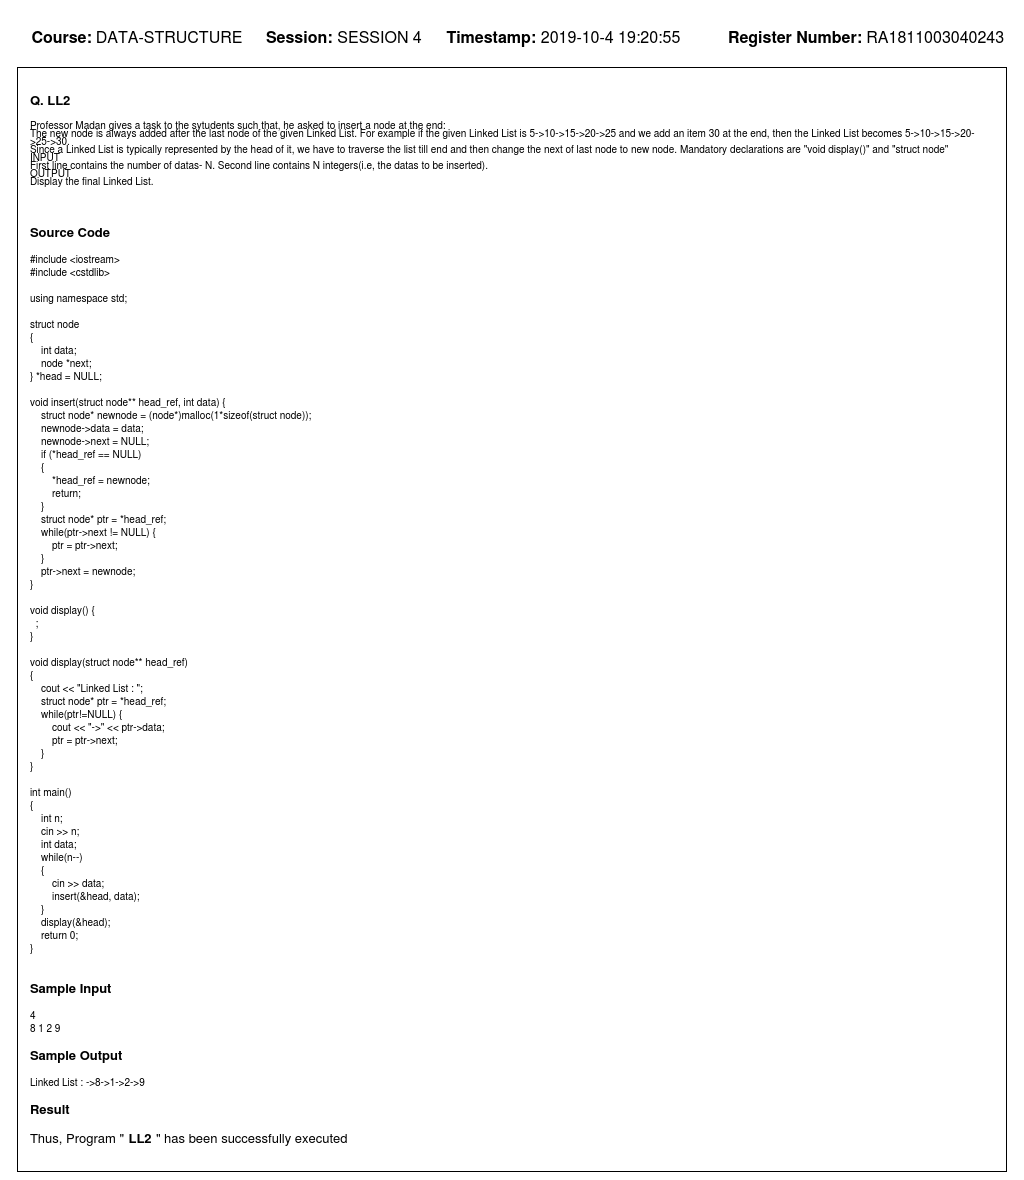 Course: DATA-STRUCTURE Session: SESSION 4 Timestamp: 2019-10-4 19:20:55 Register Number: RA1811003040243
Q. LL2
Professor Madan gives a task to the sytudents such that, he asked to insert a node at the end:
The new node is always added after the last node of the given Linked List. For example if the given Linked List is 5->10->15->20->25 and we add an item 30 at the end, then the Linked List becomes 5->10->15->20-
>25->30.
Since a Linked List is typically represented by the head of it, we have to traverse the list till end and then change the next of last node to new node. Mandatory declarations are "void display()" and "struct node"
INPUT
First line contains the number of datas- N. Second line contains N integers(i.e, the datas to be inserted).
OUTPUT
Display the final Linked List.
Source Code
#include <iostream>
#include <cstdlib>
using namespace std;
struct node
{
    int data;
    node *next;
} *head = NULL;
void insert(struct node** head_ref, int data) {
    struct node* newnode = (node*)malloc(1*sizeof(struct node));
    newnode->data = data;
    newnode->next = NULL;
    if (*head_ref == NULL)
    {
        *head_ref = newnode;
        return;
    }
    struct node* ptr = *head_ref;
    while(ptr->next != NULL) {
        ptr = ptr->next;
    }
    ptr->next = newnode;
}
void display() {
  ;
}
void display(struct node** head_ref)
{
    cout << "Linked List : ";
    struct node* ptr = *head_ref;
    while(ptr!=NULL) {
        cout << "->" << ptr->data;
        ptr = ptr->next;
    }
}
int main()
{
    int n;
    cin >> n;
    int data;
    while(n--)
    {
        cin >> data;
        insert(&head, data);
    }
    display(&head);
    return 0;
}
Sample Input
4
8 1 2 9
Sample Output
Linked List : ->8->1->2->9
Result
Thus, Program " LL2 " has been successfully executed